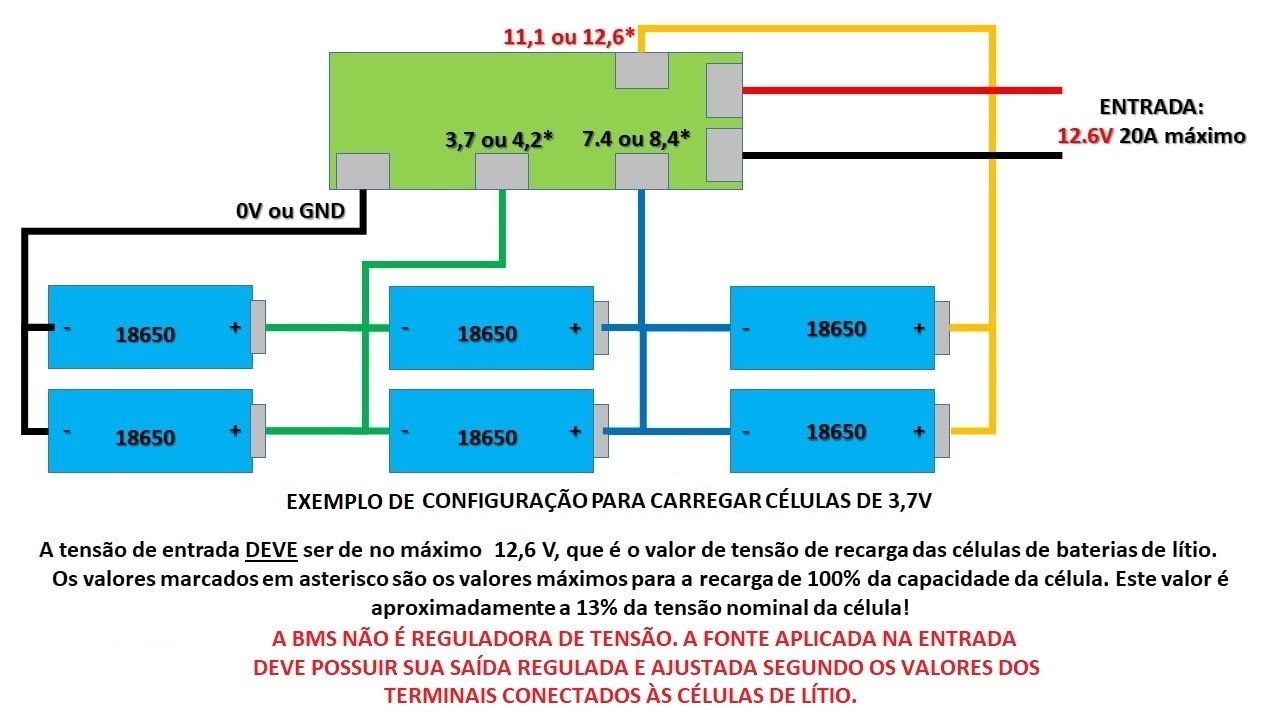 11,1 ou 12,6*
ENTRADA:
12.6V 20A máximo
3,7 ou 4,2*
7.4 ou 8,4*
0V ou GND
- 18650 +
- 18650 +
- 18650 +
- 18650 +
- 18650 +
- 18650 +
EXEMPLO DE CONFIGURAÇÃO PARA CARREGAR CÉLULAS DE 3,7V
A tensão de entrada DEVE ser de no máximo 12,6 V, que é o valor de tensão de recarga das células de baterias de lítio.
Os valores marcados em asterisco são os valores máximos para a recarga de 100% da capacidade da célula. Este valor é
aproximadamente a 13% da tensão nominal da célula!
A BMS NÃO É REGULADORA DE TENSÃO. A FONTE APLICADA NA ENTRADA
DEVE POSSUIR SUA SAÍDA REGULADA E AJUSTADA SEGUNDO OS VALORES DOS
TERMINAIS CONECTADOS ÀS CÉLULAS DE LÍTIO.